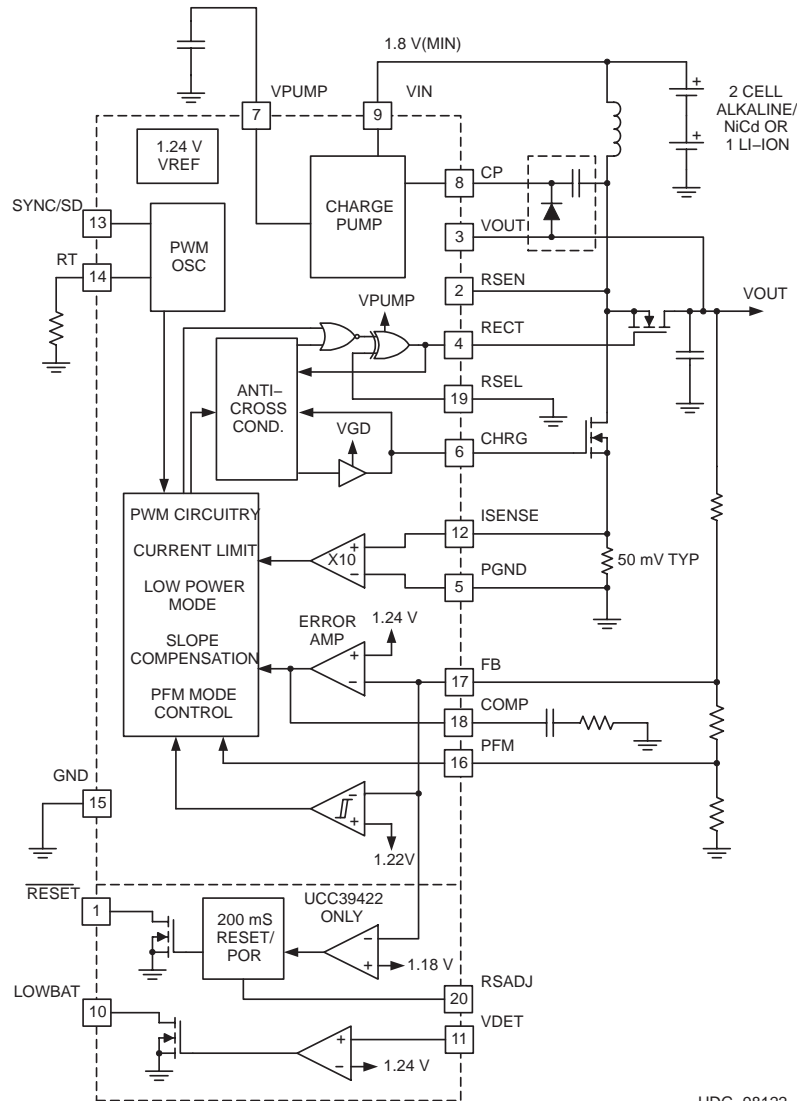 1.8 V(MIN)
VPUMP
VIN
7
9
2 CELL
ALKALINE/
NiCd OR
1 LI–ION
+
+
1.24 V
VREF
CHARGE
PUMP
8
CP
SYNC/SD
13
PWM
OSC
3
VOUT
RT
14
2
RSEN
VOUT
VPUMP
4
RECT
ANTI–
CROSS
COND.
19
RSEL
VGD
6
CHRG
PWM CIRCUITRY
CURRENT LIMIT
LOW POWER
MODE
SLOPE
COMPENSATION
PFM MODE
CONTROL
X10
+
–
12
ISENSE
5
PGND
50 mV TYP
ERROR
AMP
1.24 V
+
–
17
FB
18
COMP
16
PFM
GND
15
–
+
1.22V
RESET
1
200 mS
RESET/
POR
UCC39422
ONLY
–
+
1.18 V
20
RSADJ
LOWBAT
10
11
VDET
+
–
1.24 V